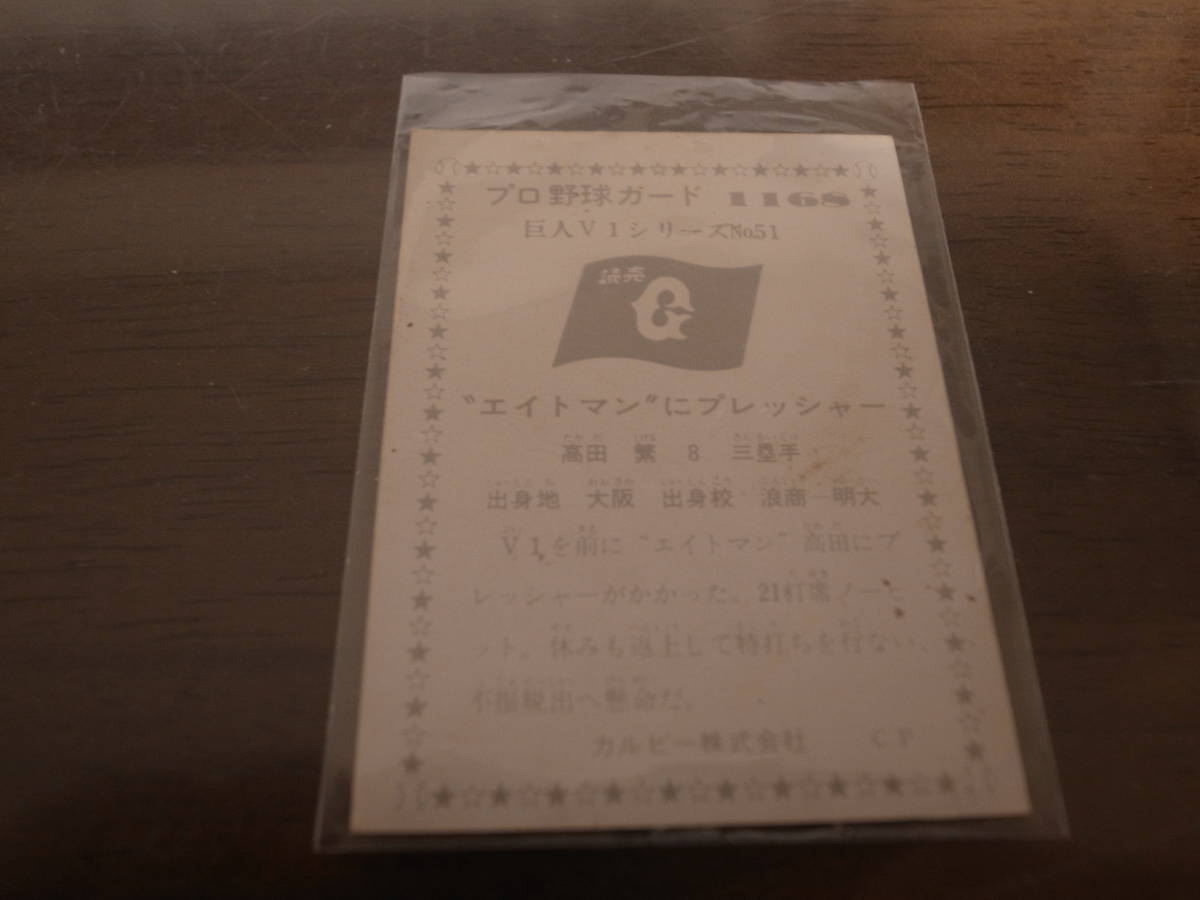 プロ野球カード 1168
巨人V1シリーズNo.51
読売
G
〝エイトマン〟にプレッシャー
高田 繁 8 三塁手
出身地 大阪 出身校 浪商―明大
V1を前に〝エイトマン〟高田にプ
レッシャーがかかった。21打席ノーヒ
ット。休みも返上して特打ちを行ない、
不振脱出へ懸命だ。
カルビー株式会社 CP